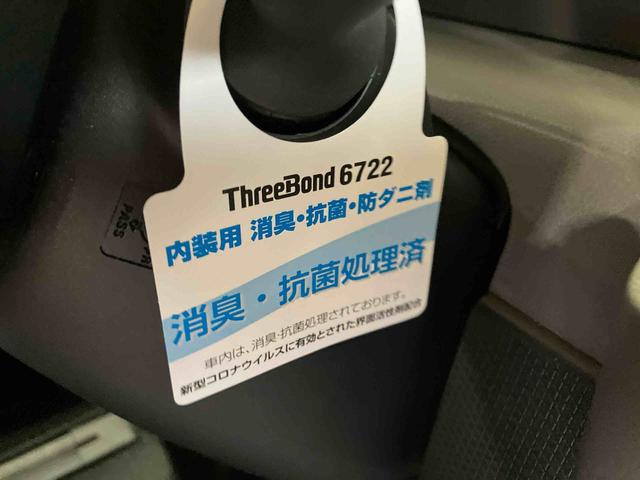 ThreeBond 6722
内装用 消臭・抗菌・防ダニ剤
消臭・抗菌処理済
車内は、消臭・抗菌処理されております。
新型コロナウイルスに有効とされた界面活性剤配合
PASS